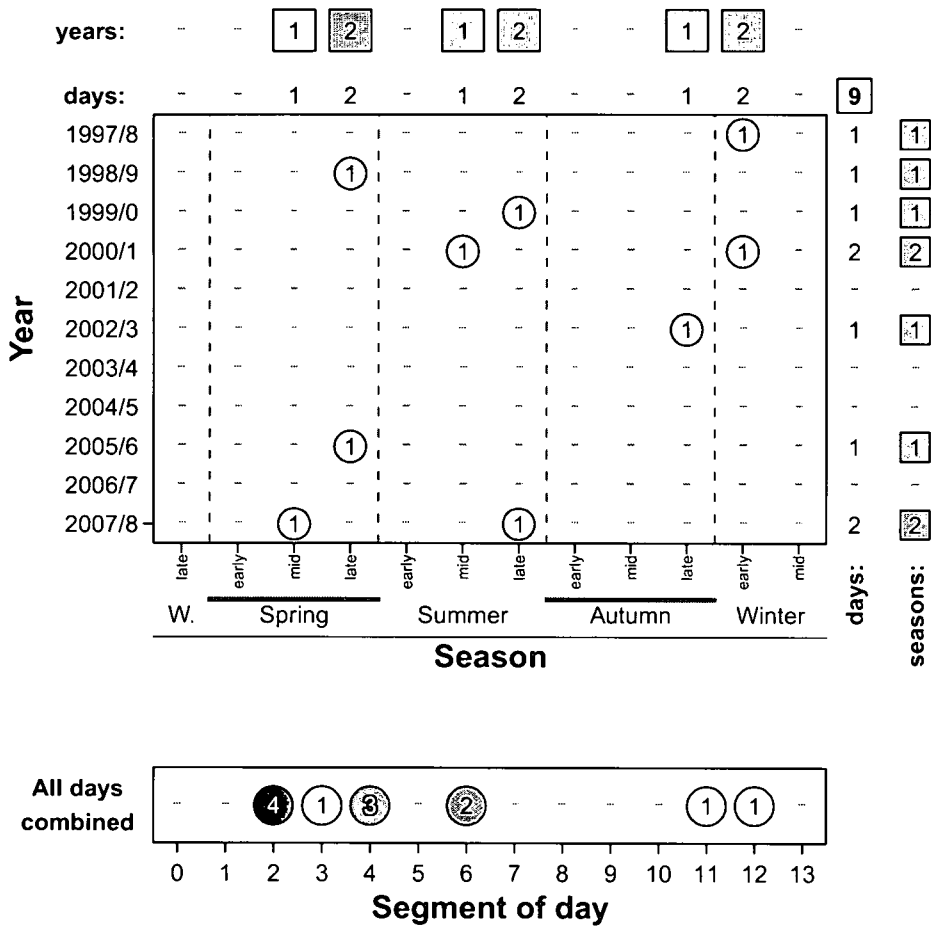 years: - - 1 2 - 1 2 - - 1 2 -
days: - - 1 2 - 1 2 - - 1 2 - 9
1997/8 - - - - - - - - - - 1 - 1 1
1998/9 - - - 1 - - - - - - - - 1 1
1999/0 - - - - - - 1 - - - - - 1 1
2000/1 - - - - - 1 - - - - 1 - 2 2
2001/2 - - - - - - - - - - - - - -
2002/3 - - - - - - - - - 1 - - 1 1
2003/4 - - - - - - - - - - - - - -
2004/5 - - - - - - - - - - - - - -
2005/6 - - - 1 - - - - - - - - 1 1
2006/7 - - - - - - - - - - - - - -
2007/8 - - 1 - - - 1 - - - - - 2 2
Year
late early mid late early mid late early mid late early mid
W. Spring Summer Autumn Winter
days: seasons:
Season
All days
combined
- - 4 1 3 - 2 - - - - 1 1 -
0 1 2 3 4 5 6 7 8 9 10 11 12 13
Segment of day